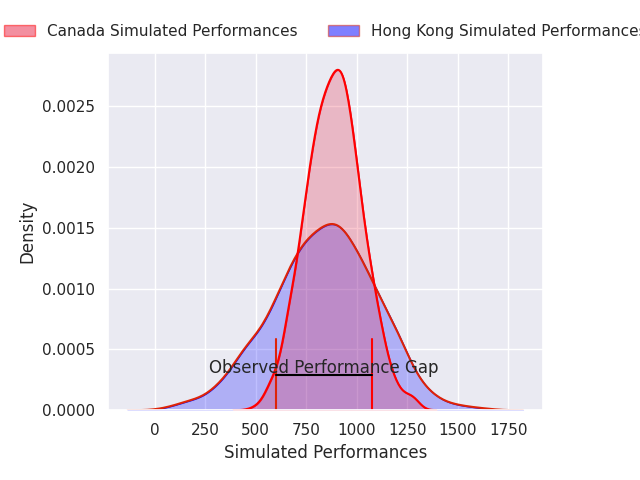 Canada Simulated Performances
Hong Kong Simulated Performances
0.0025
0.0020
0.0015
0.0010
0.0005
0.0000
Density
Observed Performance Gap
0 250 500 750 1000 1250 1500 1750
Simulated Performances